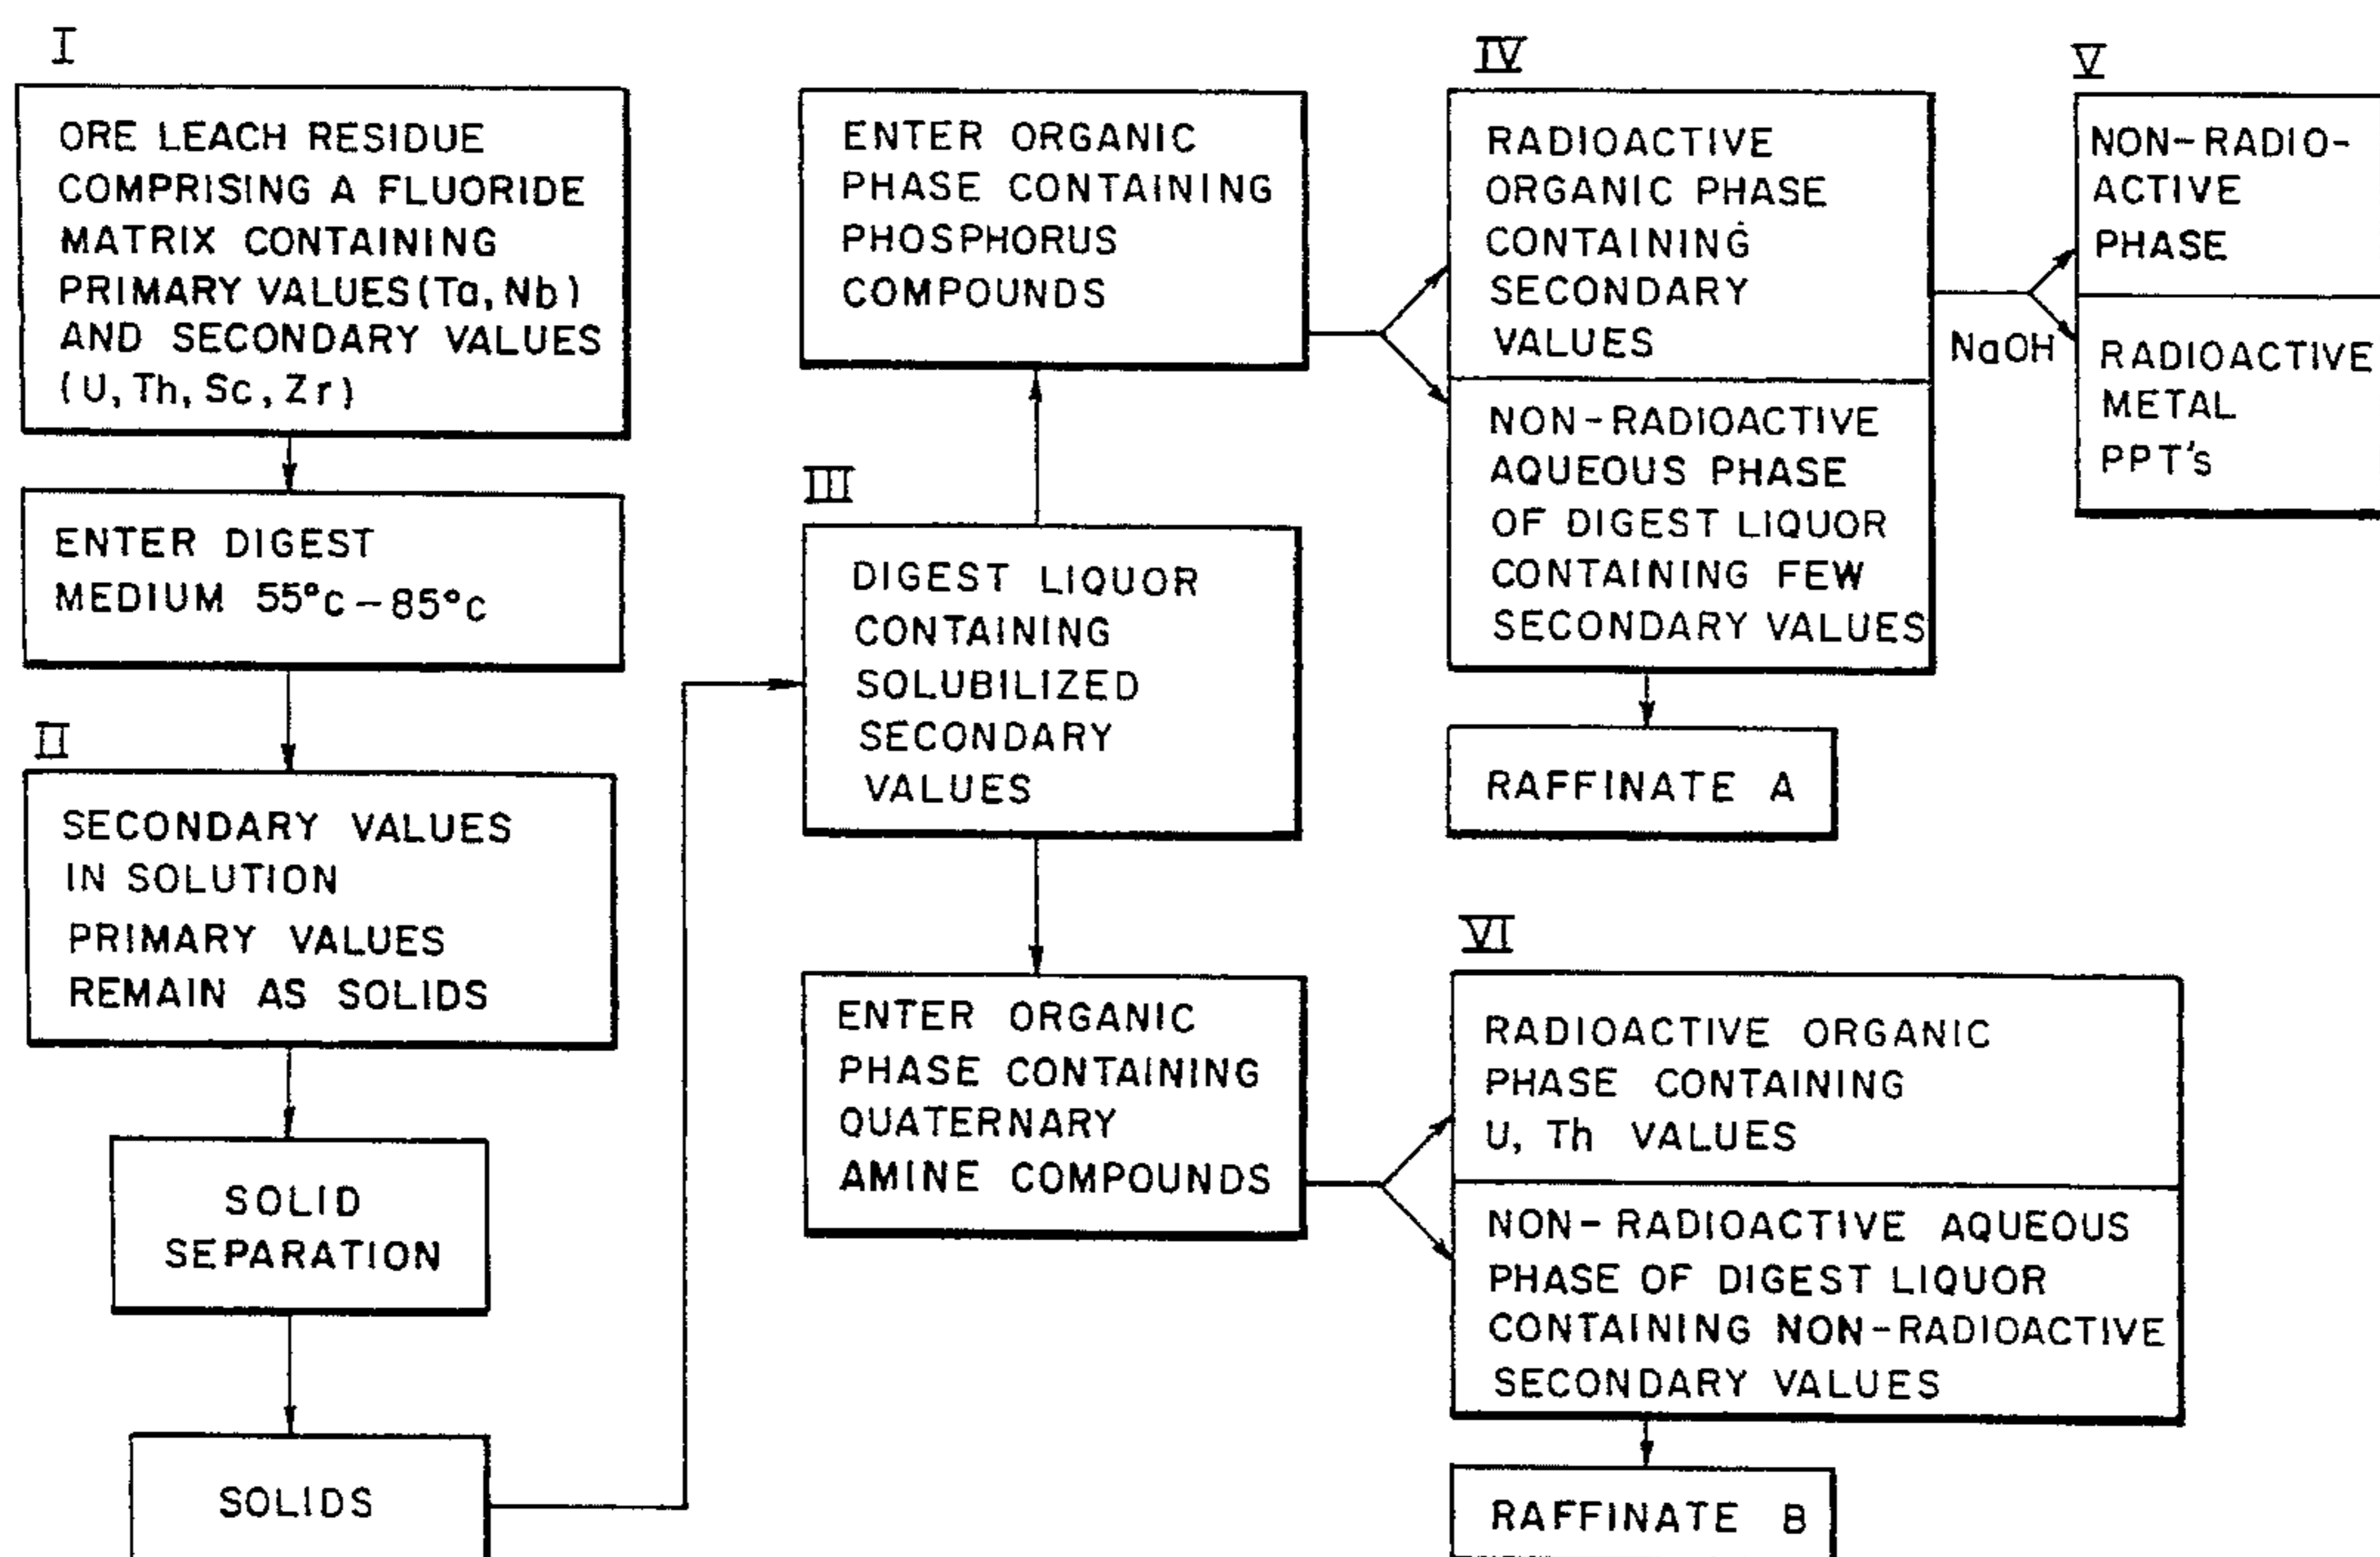 I
ORE LEACH RESIDUE
COMPRISING A FLUORIDE
MATRIX CONTAINING
PRIMARY VALUES(Ta, Nb)
AND SECONDARY VALUES
(U, Th, Sc, Zr)
ENTER DIGEST
MEDIUM 55°c-85°c
II
SECONDARY VALUES
IN SOLUTION
PRIMARY VALUES
REMAIN AS SOLIDS
SOLID
SEPARATION
SOLIDS
ENTER ORGANIC
PHASE CONTAINING
PHOSPHORUS
COMPOUNDS
III
DIGEST LIQUOR
CONTAINING
SOLUBILIZED
SECONDARY
VALUES
ENTER ORGANIC
PHASE CONTAINING
QUATERNARY
AMINE COMPOUNDS
IV
RADIOACTIVE
ORGANIC PHASE
CONTAINING
SECONDARY
VALUES
NON-RADIOACTIVE
AQUEOUS PHASE
OF DIGEST LIQUOR
CONTAINING FEW
SECONDARY VALUES
RAFFINATE A
NaOH
V
NON-RADIO-
ACTIVE
PHASE
RADIOACTIVE
METAL
PPT's
VI
RADIOACTIVE ORGANIC
PHASE CONTAINING
U, Th VALUES
NON-RADIOACTIVE AQUEOUS
PHASE OF DIGEST LIQUOR
CONTAINING NON-RADIOACTIVE
SECONDARY VALUES
RAFFINATE B